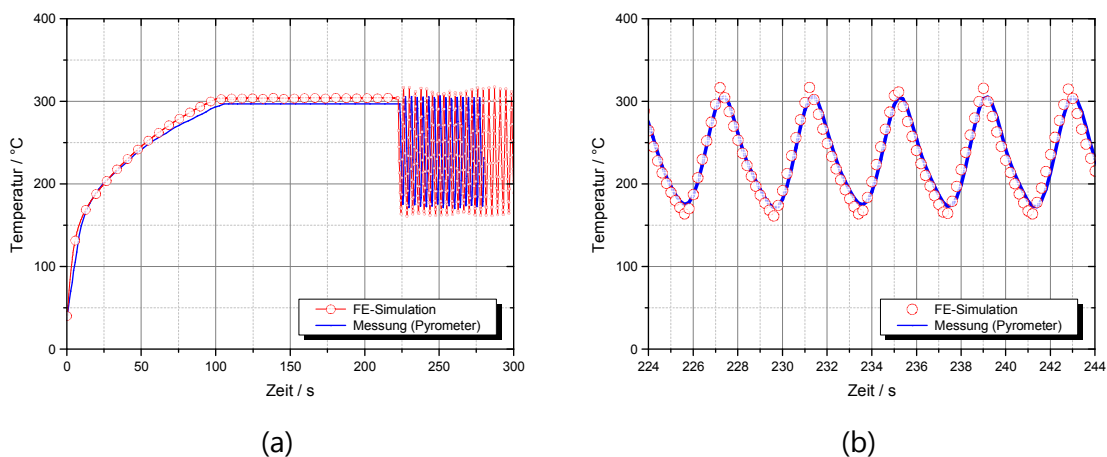 400
300
200
100
0
Temperatur / °C
0 50 100 150 200 250 300
Zeit / s
FE-Simulation
Messung (Pyrometer)
(a)
400
300
200
100
0
Temperatur / °C
224 226 228 230 232 234 236 238 240 242 244
Zeit / s
FE-Simulation
Messung (Pyrometer)
(b)